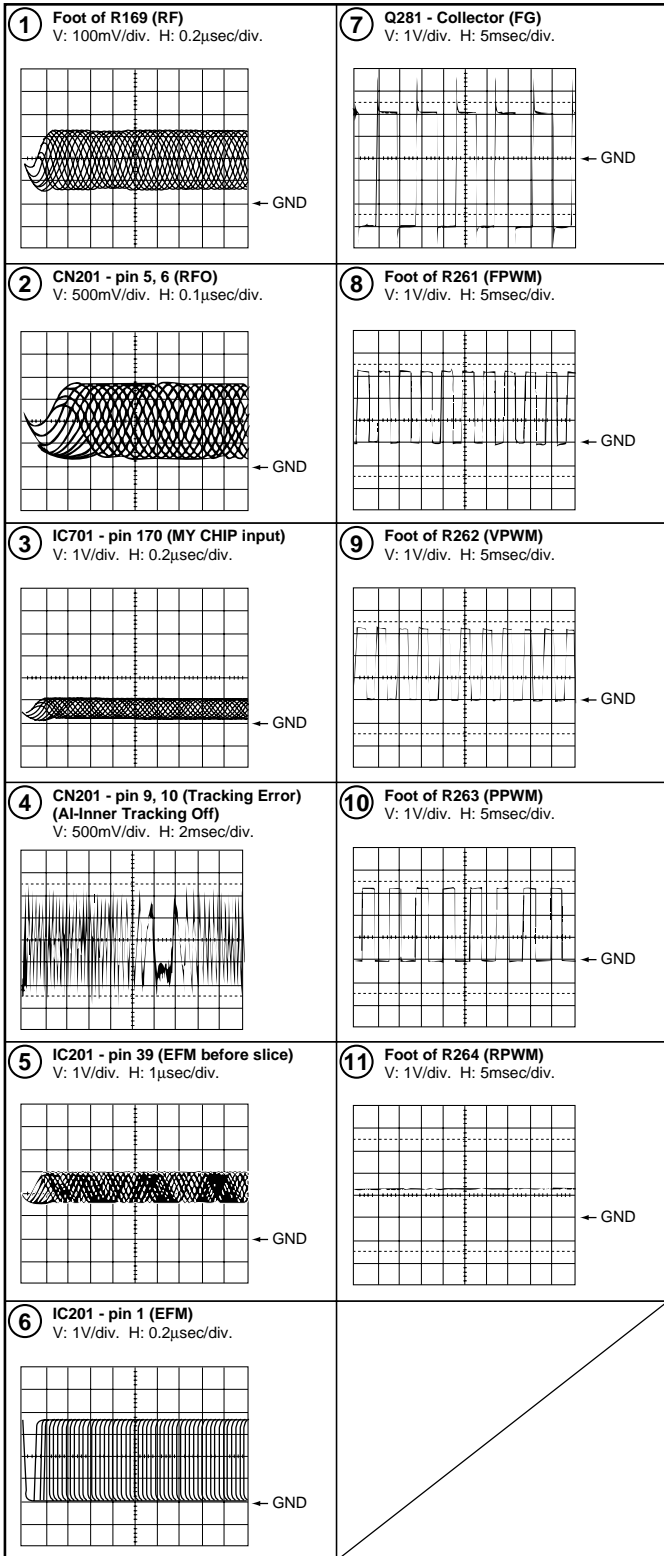 1 Foot of R169 (RF)
V: 100mV/div. H: 0.2µsec/div.
GND
2 CN201 - pin 5, 6 (RFO)
V: 500mV/div. H: 0.1µsec/div.
GND
3 IC701 - pin 170 (MY CHIP input)
V: 1V/div. H: 0.2µsec/div.
GND
4 CN201 - pin 9, 10 (Tracking Error)
(AI-Inner Tracking Off)
V: 500mV/div. H: 2msec/div.
5 IC201 - pin 39 (EFM before slice)
V: 1V/div. H: 1µsec/div.
GND
6 IC201 - pin 1 (EFM)
V: 1V/div. H: 0.2µsec/div.
GND
7 Q281 - Collector (FG)
V: 1V/div. H: 5msec/div.
GND
8 Foot of R261 (FPWM)
V: 1V/div. H: 5msec/div.
GND
9 Foot of R262 (VPWM)
V: 1V/div. H: 5msec/div.
GND
10 Foot of R263 (PPWM)
V: 1V/div. H: 5msec/div.
GND
11 Foot of R264 (RPWM)
V: 1V/div. H: 5msec/div.
GND